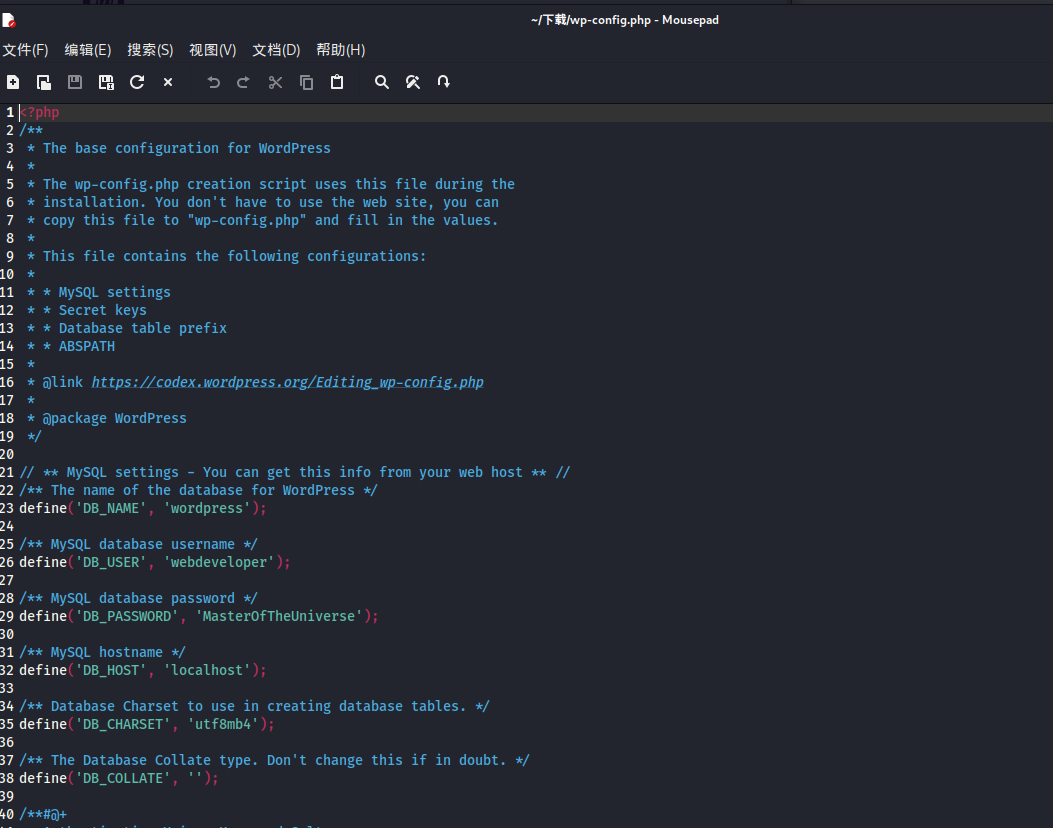 ~/下载/wp-config.php - Mousepad
文件(F) 编辑(E) 搜索(S) 视图(V) 文档(D) 帮助(H)
1 <?php
2 /**
3 * The base configuration for WordPress
4 *
5 * The wp-config.php creation script uses this file during the
6 * installation. You don't have to use the web site, you can
7 * copy this file to "wp-config.php" and fill in the values.
8 *
9 * This file contains the following configurations:
10 *
11 * * MySQL settings
12 * * Secret keys
13 * * Database table prefix
14 * * ABSPATH
15 *
16 * @link https://codex.wordpress.org/Editing_wp-config.php
17 *
18 * @package WordPress
19 */
20
21 // ** MySQL settings - You can get this info from your web host ** //
22 /** The name of the database for WordPress */
23 define('DB_NAME', 'wordpress');
24
25 /** MySQL database username */
26 define('DB_USER', 'webdeveloper');
27
28 /** MySQL database password */
29 define('DB_PASSWORD', 'MasterOfTheUniverse');
30
31 /** MySQL hostname */
32 define('DB_HOST', 'localhost');
33
34 /** Database Charset to use in creating database tables. */
35 define('DB_CHARSET', 'utf8mb4');
36
37 /** The Database Collate type. Don't change this if in doubt. */
38 define('DB_COLLATE', '');
39
40 /**#@+